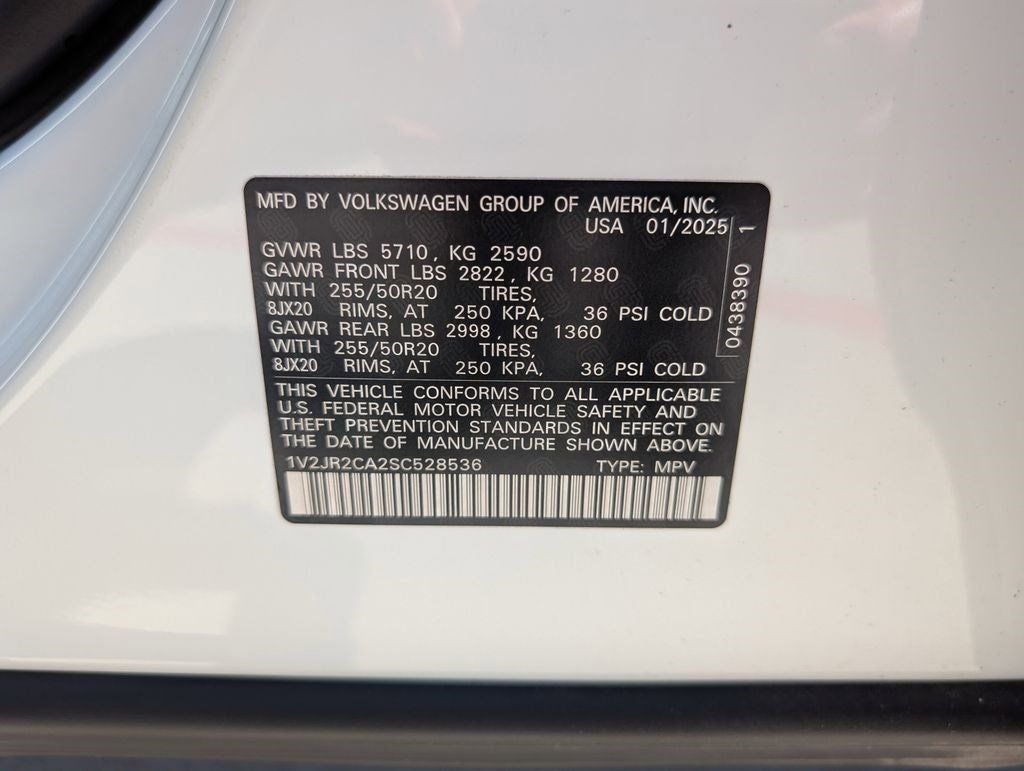 MFD BY VOLKSWAGEN GROUP OF AMERICA, INC.
USA 01/2025
GVWR LBS 5710, KG 2590
GAWR FRONT LBS 2822, KG 1280
WITH 255/50R20 TIRES,
8JX20 RIMS, AT 250 KPA, 36 PSI COLD
GAWR REAR LBS 2998, KG 1360
WITH 255/50R20 TIRES,
8JX20 RIMS, AT 250 KPA, 36 PSI COLD
0438390 1
THIS VEHICLE CONFORMS TO ALL APPLICABLE
U.S. FEDERAL MOTOR VEHICLE SAFETY AND
THEFT PREVENTION STANDARDS IN EFFECT ON
THE DATE OF MANUFACTURE SHOWN ABOVE.
1V2JR2CA2SC528536 TYPE: MPV